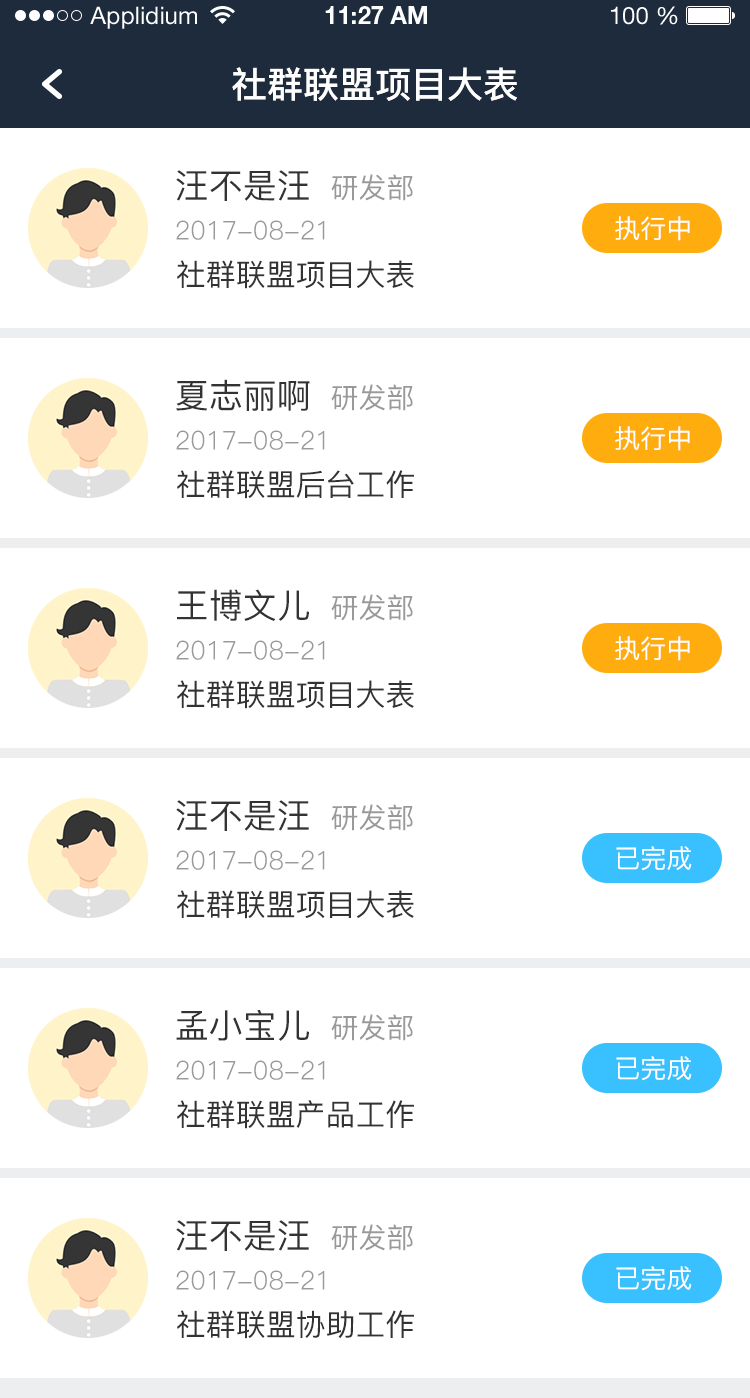 Applidium 11:27 AM 100 %
社群联盟项目大表
汪不是汪 研发部
2017-08-21
社群联盟项目大表
执行中
夏志丽啊 研发部
2017-08-21
社群联盟后台工作
执行中
王博文儿 研发部
2017-08-21
社群联盟项目大表
执行中
汪不是汪 研发部
2017-08-21
社群联盟项目大表
已完成
孟小宝儿 研发部
2017-08-21
社群联盟产品工作
已完成
汪不是汪 研发部
2017-08-21
社群联盟协助工作
已完成